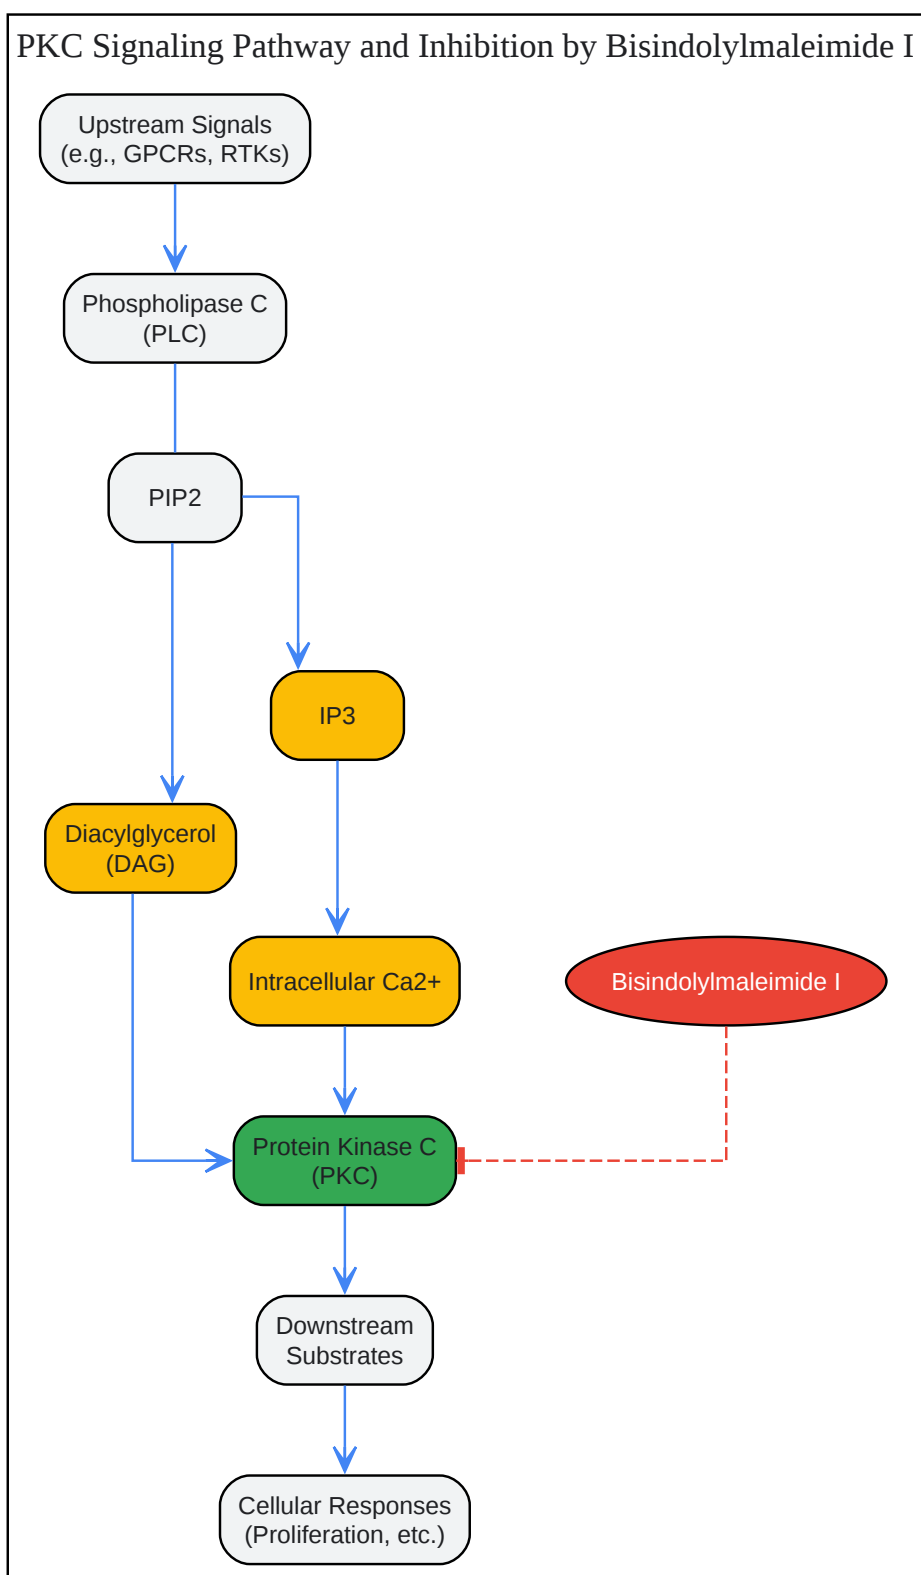 PKC Signaling Pathway and Inhibition by Bisindolylmaleimide I
Upstream Signals
(e.g., GPCRs, RTKs)
Phospholipase C
(PLC)
PIP2
IP3
Diacylglycerol
(DAG)
Intracellular Ca2+
Bisindolylmaleimide I
Protein Kinase C
(PKC)
Downstream
Substrates
Cellular Responses
(Proliferation, etc.)